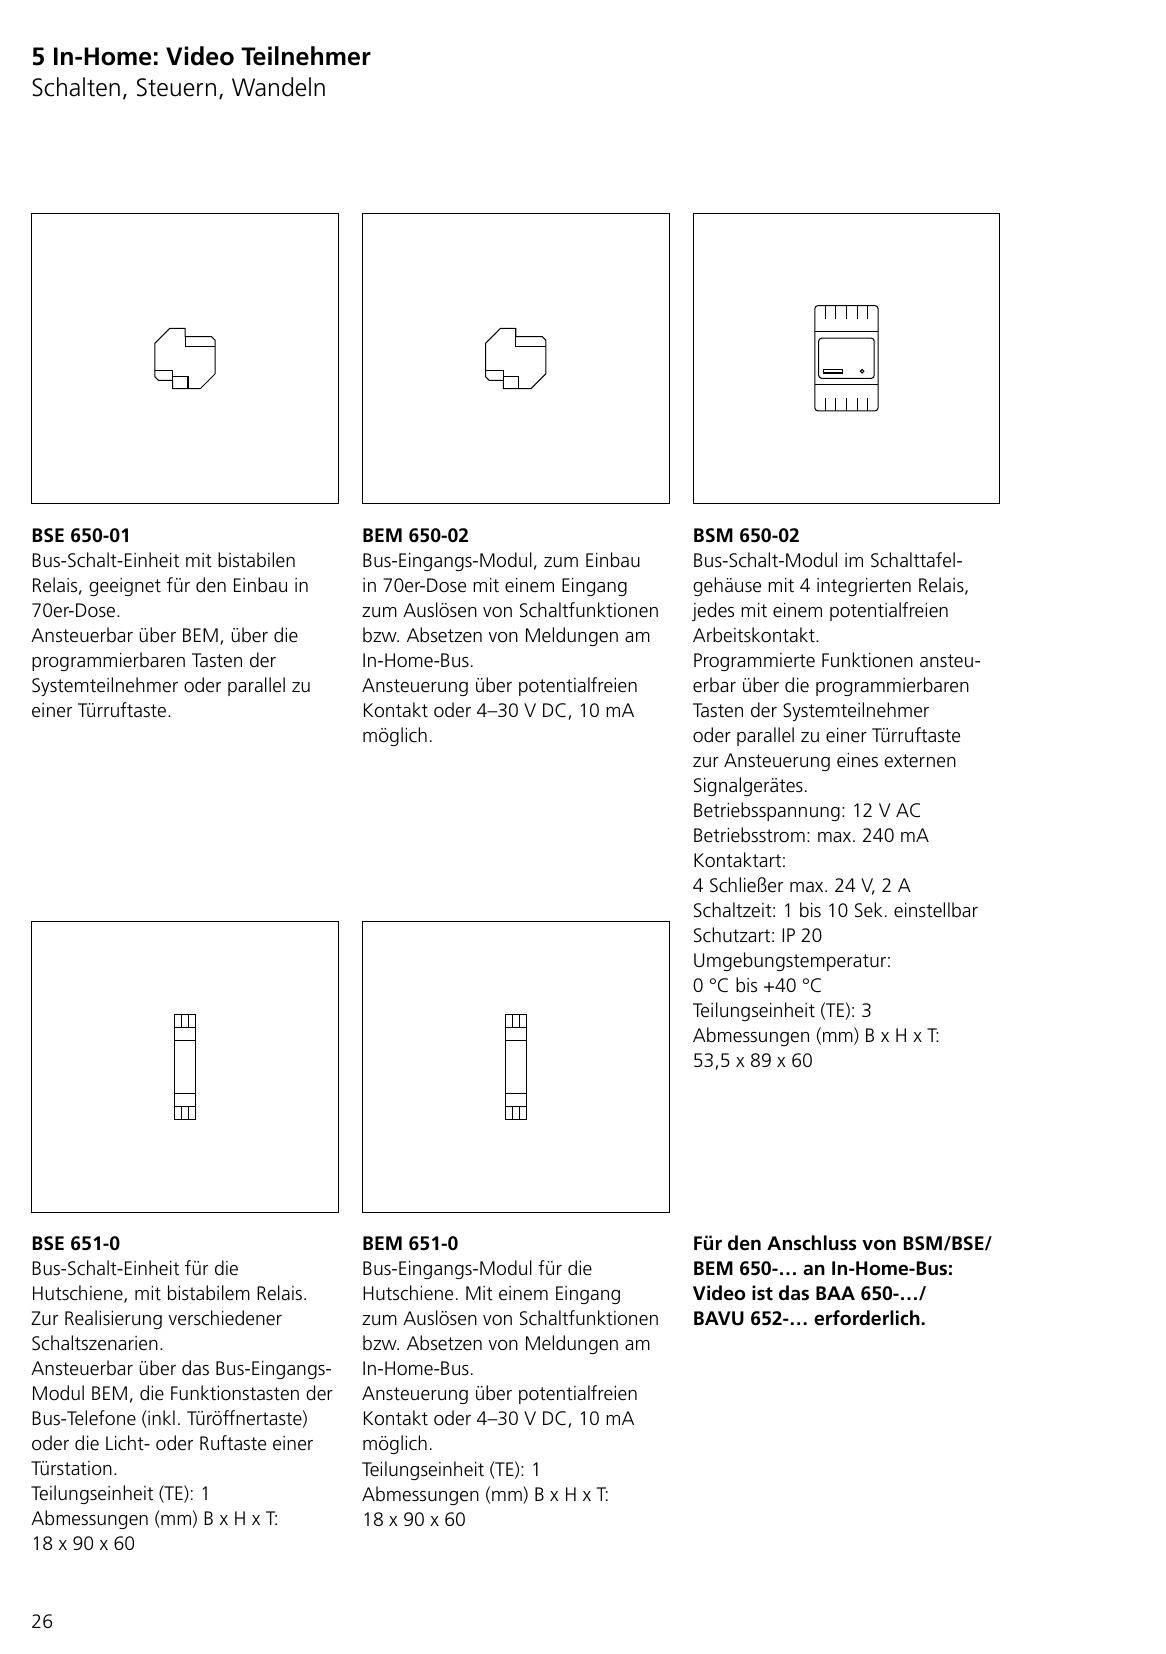 5 In-Home: Video Teilnehmer
Schalten, Steuern, Wandeln
BSE 650-01
Bus-Schalt-Einheit mit bistabilen
Relais, geeignet für den Einbau in
70er-Dose.
Ansteuerbar über BEM, über die
programmierbaren Tasten der
Systemteilnehmer oder parallel zu
einer Türruftaste.
BEM 650-02
Bus-Eingangs-Modul, zum Einbau
in 70er-Dose mit einem Eingang
zum Auslösen von Schaltfunktionen
bzw. Absetzen von Meldungen am
In-Home-Bus.
Ansteuerung über potentialfreien
Kontakt oder 4–30 V DC, 10 mA
möglich.
BSM 650-02
Bus-Schalt-Modul im Schalttafel-
gehäuse mit 4 integrierten Relais,
jedes mit einem potentialfreien
Arbeitskontakt.
Programmierte Funktionen ansteu-
erbar über die programmierbaren
Tasten der Systemteilnehmer
oder parallel zu einer Türruftaste
zur Ansteuerung eines externen
Signalgerätes.
Betriebsspannung: 12 V AC
Betriebsstrom: max. 240 mA
Kontaktart:
4 Schließer max. 24 V, 2 A
Schaltzeit: 1 bis 10 Sek. einstellbar
Schutzart: IP 20
Umgebungstemperatur:
0 °C bis +40 °C
Teilungseinheit (TE): 3
Abmessungen (mm) B x H x T:
53,5 x 89 x 60
BSE 651-0
Bus-Schalt-Einheit für die
Hutschiene, mit bistabilem Relais.
Zur Realisierung verschiedener
Schaltszenarien.
Ansteuerbar über das Bus-Eingangs-
Modul BEM, die Funktionstasten der
Bus-Telefone (inkl. Türöffnertaste)
oder die Licht- oder Ruftaste einer
Türstation.
Teilungseinheit (TE): 1
Abmessungen (mm) B x H x T:
18 x 90 x 60
BEM 651-0
Bus-Eingangs-Modul für die
Hutschiene. Mit einem Eingang
zum Auslösen von Schaltfunktionen
bzw. Absetzen von Meldungen am
In-Home-Bus.
Ansteuerung über potentialfreien
Kontakt oder 4–30 V DC, 10 mA
möglich.
Teilungseinheit (TE): 1
Abmessungen (mm) B x H x T:
18 x 90 x 60
Für den Anschluss von BSM/BSE/
BEM 650-… an In-Home-Bus:
Video ist das BAA 650-…/
BAVU 652-… erforderlich.
26